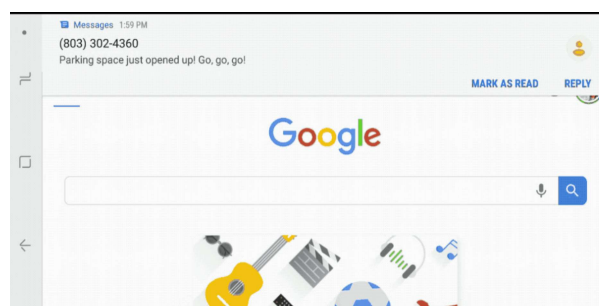 Messages 1:59 PM
(803) 302-4360
Parking space just opened up! Go, go, go!
MARK AS READ REPLY
Google